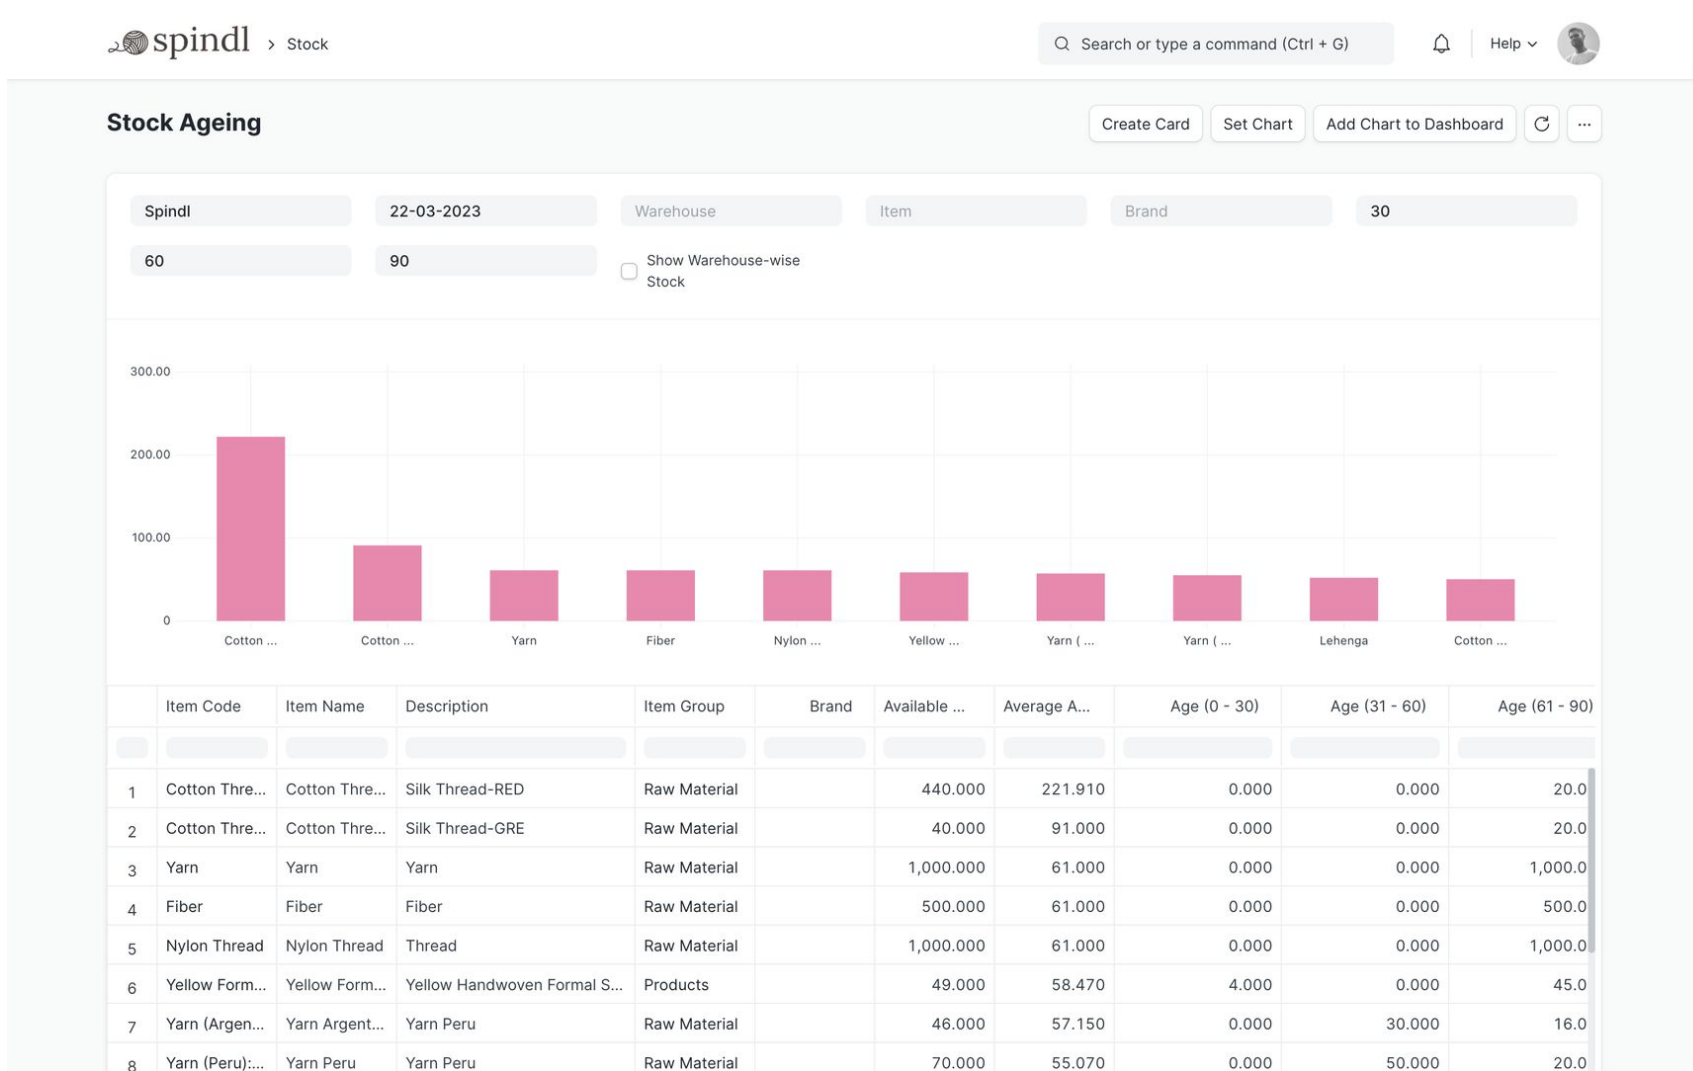 spindl > Stock
Search or type a command (Ctrl + G)
Help
Stock Ageing
Create Card
Set Chart
Add Chart to Dashboard
...
Spindl
22-03-2023
Warehouse
Item
Brand
30
60
90
Show Warehouse-wise
Stock
300.00
200.00
100.00
0
Cotton ...
Cotton ...
Yarn
Fiber
Nylon ...
Yellow ...
Yarn ( ...
Yarn ( ...
Lehenga
Cotton ...
Item Code Item Name Description Item Group Brand Available ... Average A... Age (0 - 30) Age (31 - 60) Age (61 - 90)
1 Cotton Thre... Cotton Thre... Silk Thread-RED Raw Material 440.000 221.910 0.000 0.000 20.0
2 Cotton Thre... Cotton Thre... Silk Thread-GRE Raw Material 40.000 91.000 0.000 0.000 20.0
3 Yarn Yarn Yarn Raw Material 1,000.000 61.000 0.000 0.000 1,000.0
4 Fiber Fiber Fiber Raw Material 500.000 61.000 0.000 0.000 500.0
5 Nylon Thread Nylon Thread Thread Raw Material 1,000.000 61.000 0.000 0.000 1,000.0
6 Yellow Form... Yellow Form... Yellow Handwoven Formal S... Products 49.000 58.470 4.000 0.000 45.0
7 Yarn (Argen... Yarn Argent... Yarn Peru Raw Material 46.000 57.150 0.000 30.000 16.0
8 Yarn (Peru):... Yarn Peru Yarn Peru Raw Material 70.000 55.070 0.000 50.000 20.0